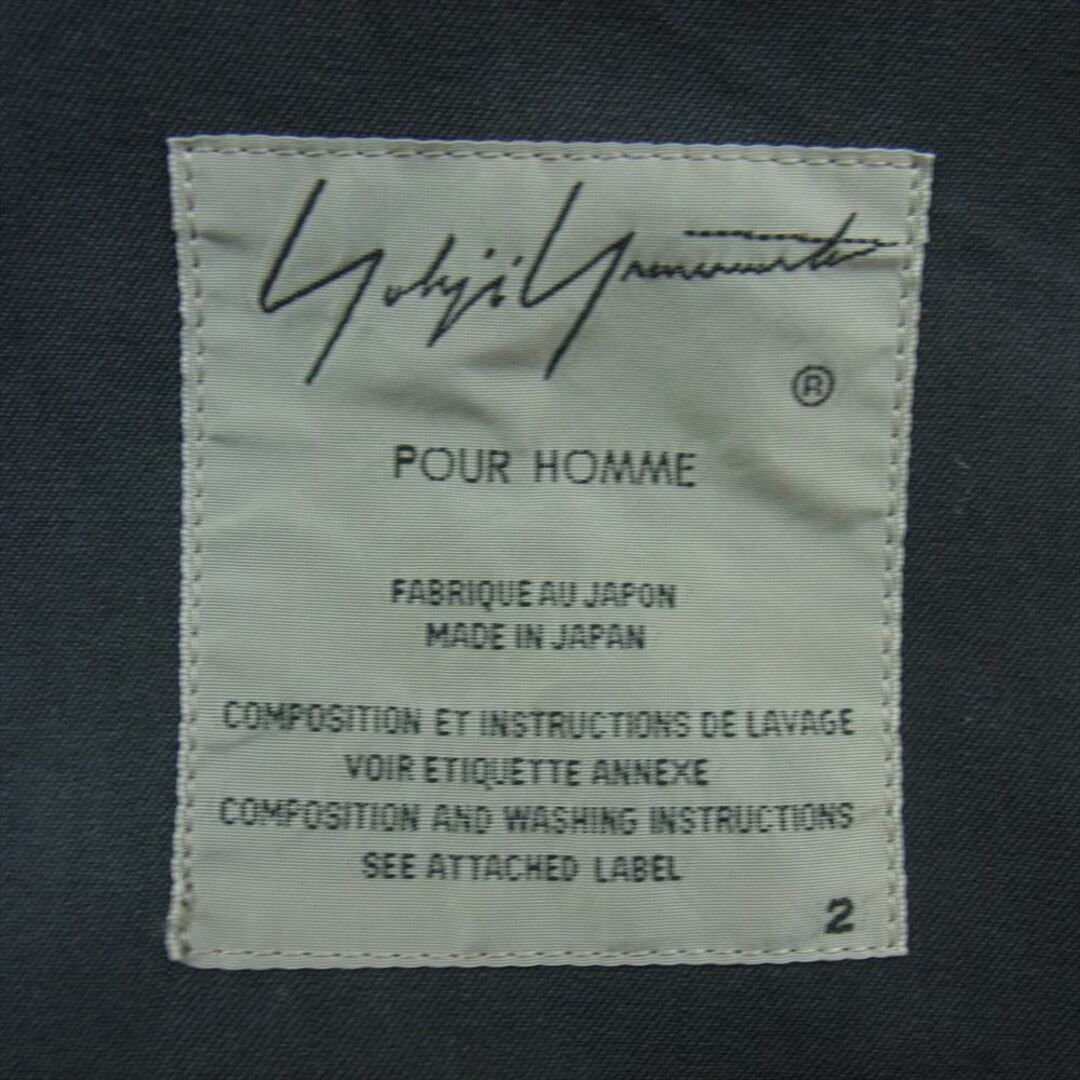 Yohji Yamamoto
®
POUR HOMME
FABRIQUE AU JAPON
MADE IN JAPAN
COMPOSITION ET INSTRUCTIONS DE LAVAGE
VOIR ETIQUETTE ANNEXE
COMPOSITION AND WASHING INSTRUCTIONS
SEE ATTACHED LABEL
2